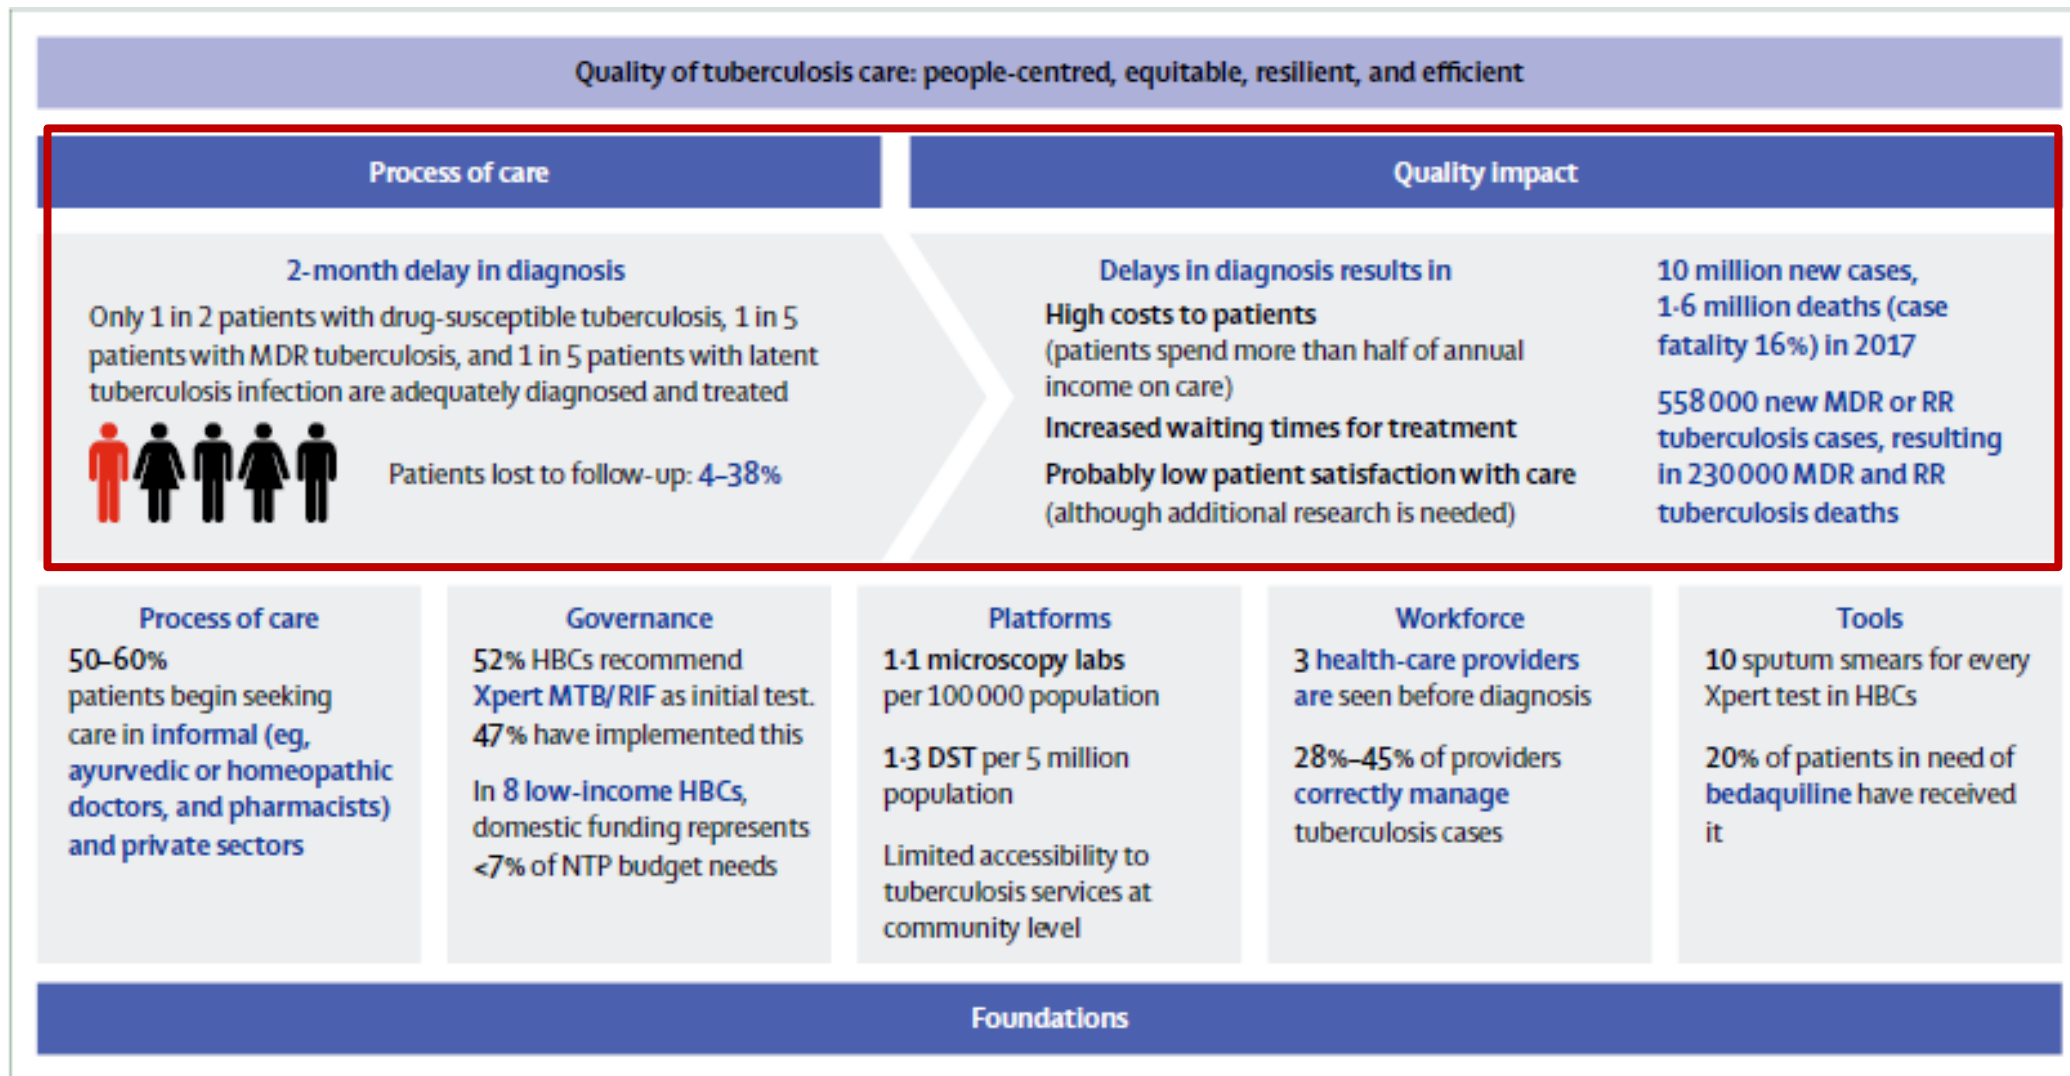 Quality of tuberculosis care: people-centred, equitable, resilient, and efficient
Process of care
2-month delay in diagnosis
Only 1 in 2 patients with drug-susceptible tuberculosis, 1 in 5
patients with MDR tuberculosis, and 1 in 5 patients with latent
tuberculosis infection are adequately diagnosed and treated
Patients lost to follow-up: 4–38%
Quality impact
Delays in diagnosis results in
High costs to patients
(patients spend more than half of annual
income on care)
Increased waiting times for treatment
Probably low patient satisfaction with care
(although additional research is needed)
10 million new cases,
1·6 million deaths (case
fatality 16%) in 2017
558 000 new MDR or RR
tuberculosis cases, resulting
in 230 000 MDR and RR
tuberculosis deaths
Process of care
50–60%
patients begin seeking
care in informal (eg,
ayurvedic or homeopathic
doctors, and pharmacists)
and private sectors
Governance
52% HBCs recommend
Xpert MTB/RIF as initial test.
47% have implemented this
In 8 low-income HBCs,
domestic funding represents
<7% of NTP budget needs
Platforms
1·1 microscopy labs
per 100 000 population
1·3 DST per 5 million
population
Limited accessibility to
tuberculosis services at
community level
Workforce
3 health-care providers
are seen before diagnosis
28%–45% of providers
correctly manage
tuberculosis cases
Tools
10 sputum smears for every
Xpert test in HBCs
20% of patients in need of
bedaquiline have received
it
Foundations